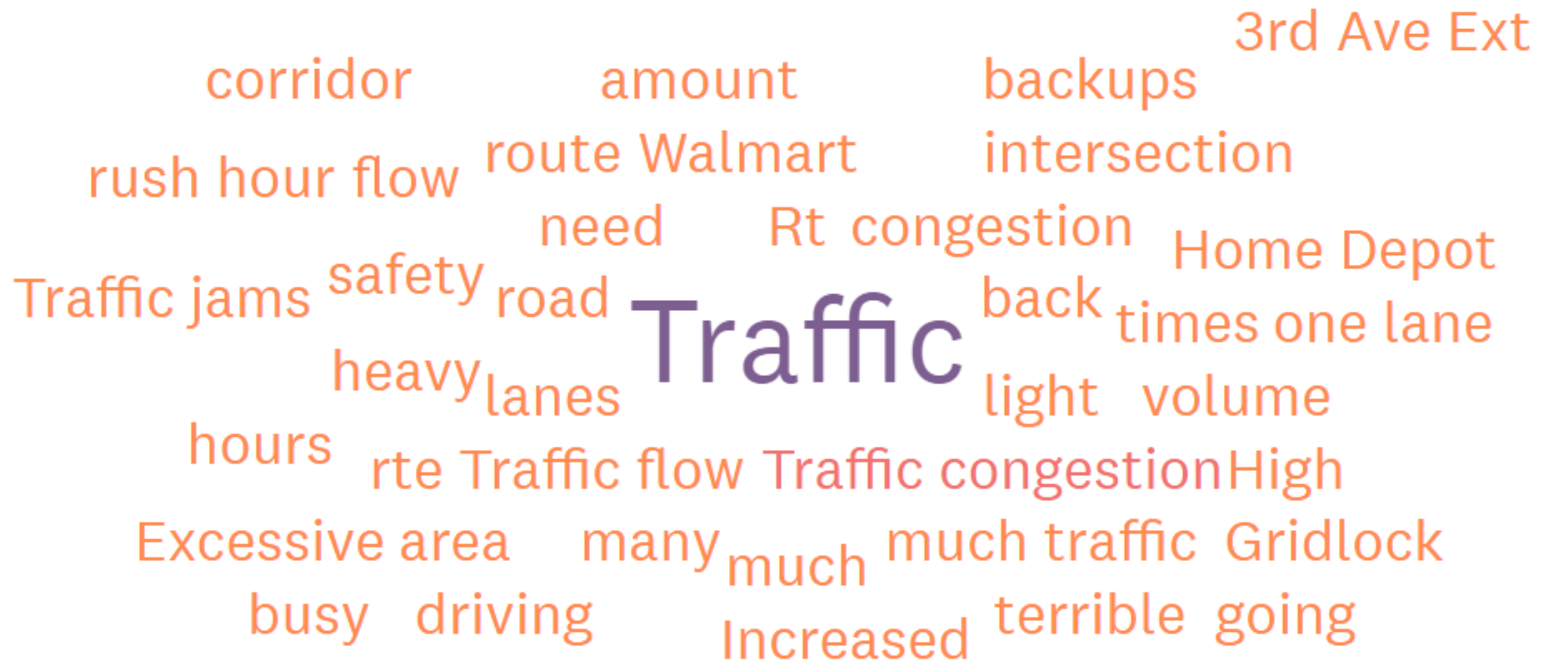 3rd Ave Ext
corridor amount backups
rush hour flow route Walmart intersection
need Rt congestion Home Depot
Traffic jams safety road Traffic back times one lane
heavy lanes light volume
hours rte Traffic flow Traffic congestion High
Excessive area many much much traffic Gridlock
busy driving Increased terrible going